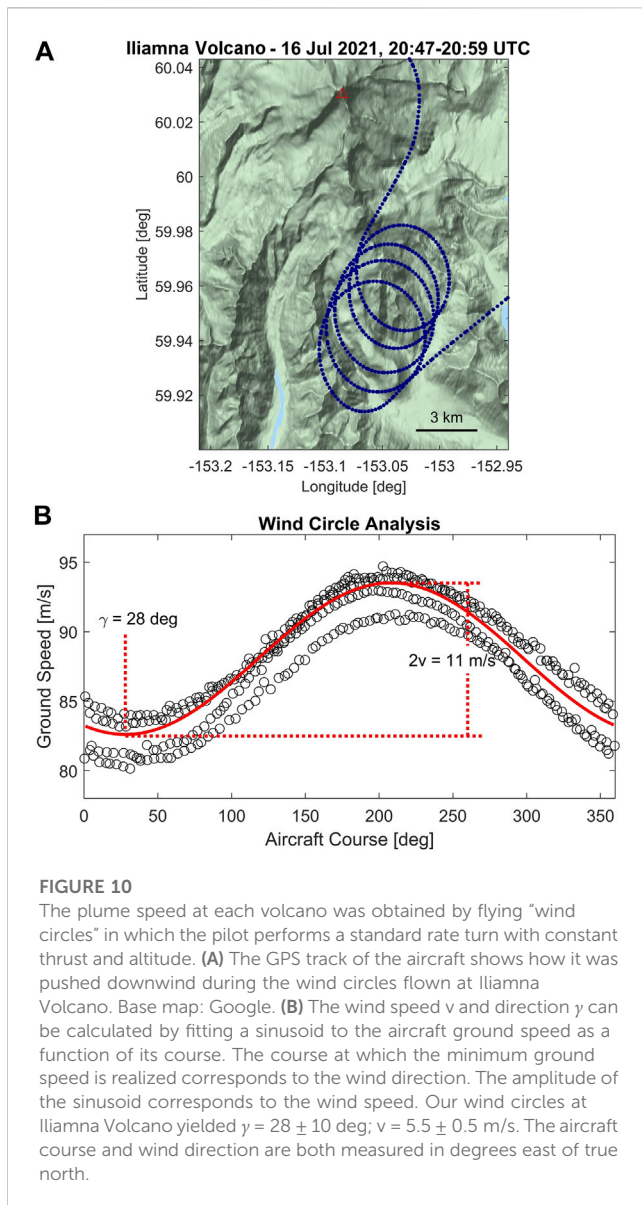 A
Iliamna Volcano - 16 Jul 2021, 20:47-20:59 UTC
60.04
60.02
60
59.98
59.96
59.94
59.92
Latitude [deg]
3 km
-153.2 -153.15 -153.1 -153.05 -153 -152.95
Longitude [deg]
B
Wind Circle Analysis
95
90
85
80
Ground Speed [m/s]
γ = 28 deg
2v = 11 m/s
0 50 100 150 200 250 300 350
Aircraft Course [deg]
FIGURE 10
The plume speed at each volcano was obtained by flying “wind
circles” in which the pilot performs a standard rate turn with constant
thrust and altitude. (A) The GPS track of the aircraft shows how it was
pushed downwind during the wind circles flown at Iliamna
Volcano. Base map: Google. (B) The wind speed v and direction γ can
be calculated by fitting a sinusoid to the aircraft ground speed as a
function of its course. The course at which the minimum ground
speed is realized corresponds to the wind direction. The amplitude of
the sinusoid corresponds to the wind speed. Our wind circles at
Iliamna Volcano yielded γ = 28 ± 10 deg; v = 5.5 ± 0.5 m/s. The aircraft
course and wind direction are both measured in degrees east of true
north.